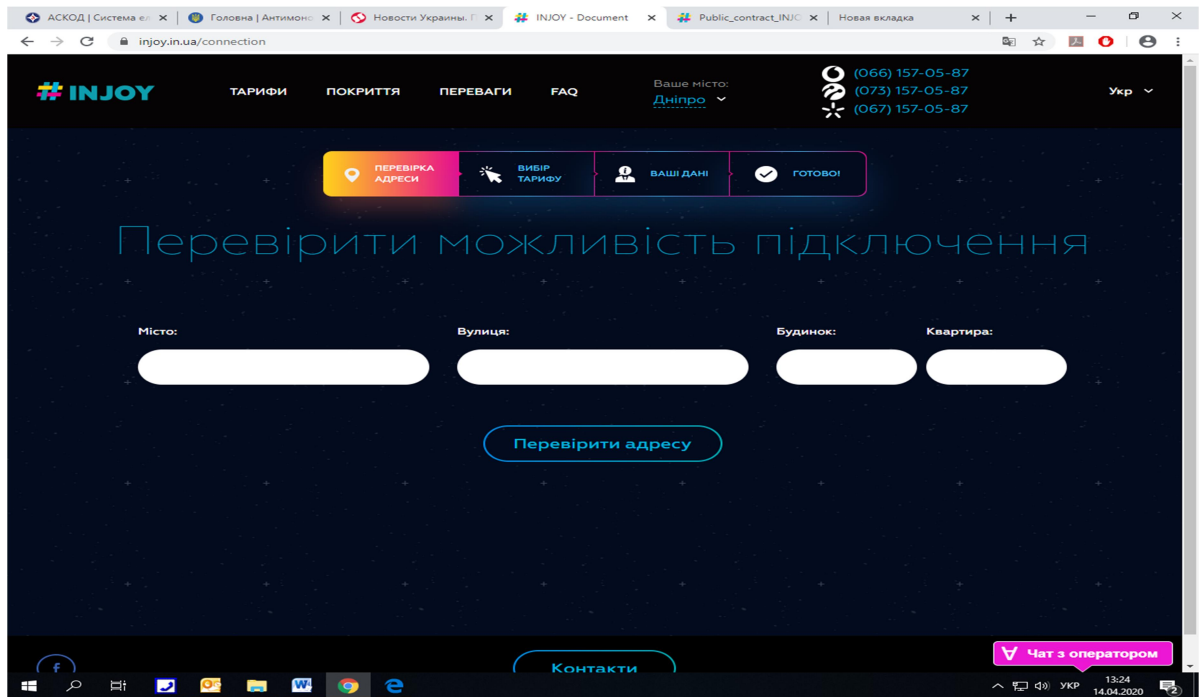 АСКОД | Система ел
Головна | Антимоно
Новости Украины. Г
INJOY - Document
Public_contract_INJO
Новая вкладка
injoy.in.ua/connection
#INJOY
ТАРИФИ
ПОКРИТТЯ
ПЕРЕВАГИ
FAQ
Ваше місто:
Дніпро
(066) 157-05-87
(073) 157-05-87
(067) 157-05-87
Укр
ПЕРЕВІРКА
АДРЕСИ
ВИБІР
ТАРИФУ
ВАШІ ДАНІ
ГОТОВО!
Перевірити можливість підключення
Місто:
Вулиця:
Будинок:
Квартира:
Перевірити адресу
Чат з оператором
Контакти
УКР
13:24
14.04.2020
2